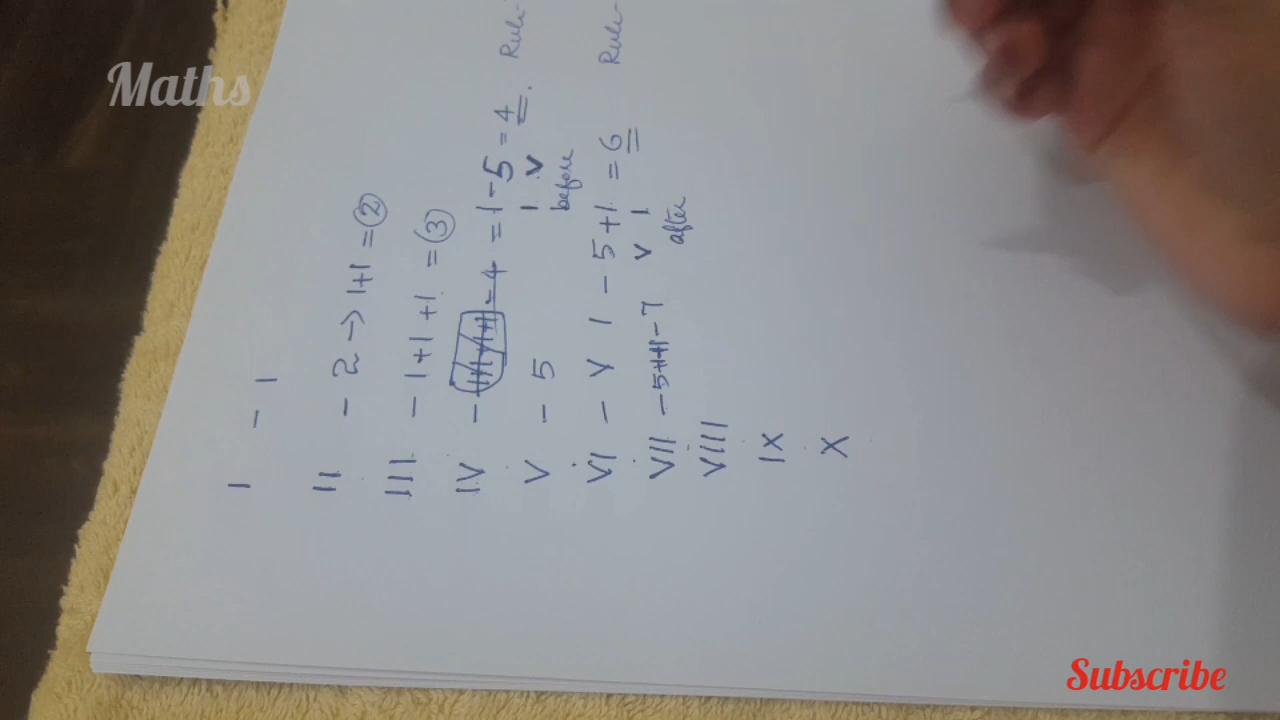 Maths
I - 1
II - 2 → 1+1 = 2
III - 1+1+1 = 3
IV - = 4 = 1 - 5 = 4. Rule-
I V
before
V - 5
VI - V I - 5+1. = 6 Rule-
V I
after
VII - 5+1+1 - 7
VIII
IX
X
Subscribe